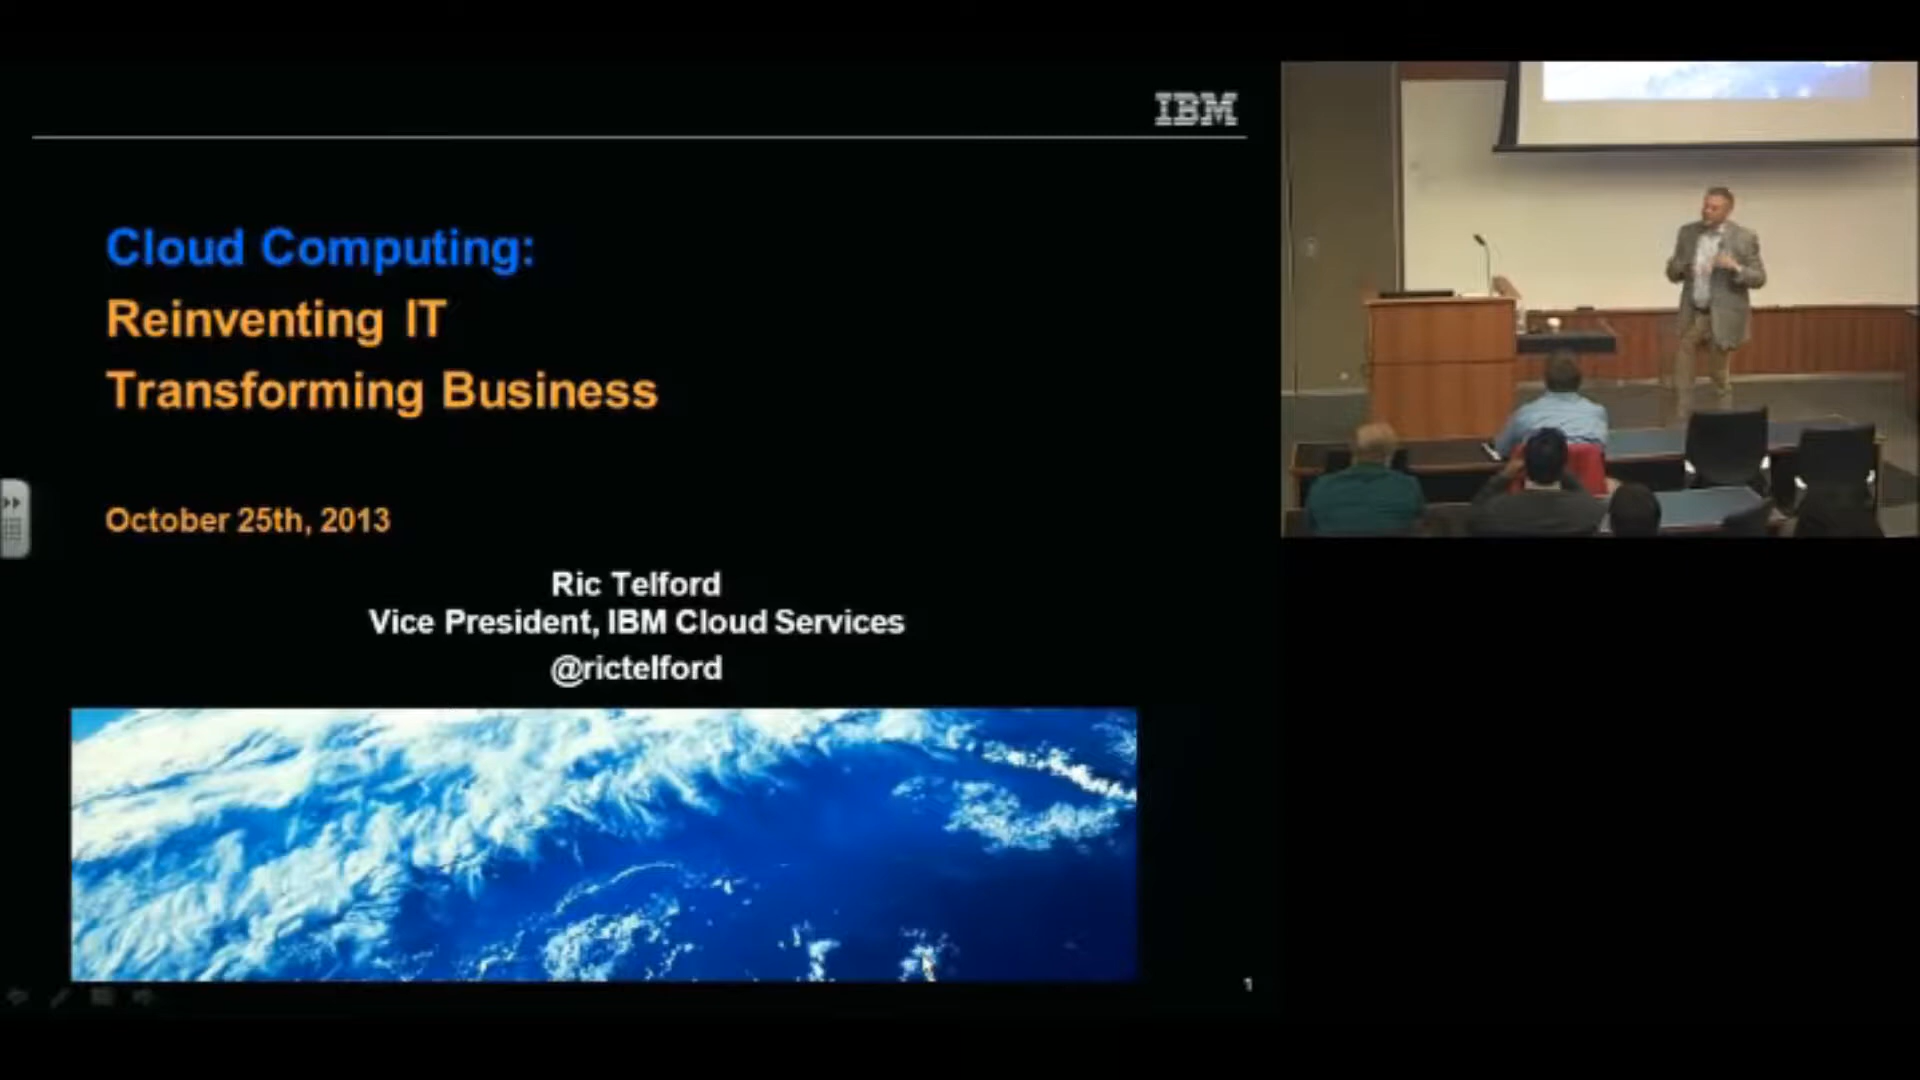 IBM
Cloud Computing:
Reinventing IT
Transforming Business
October 25th, 2013
Ric Telford
Vice President, IBM Cloud Services
@rictelford
1